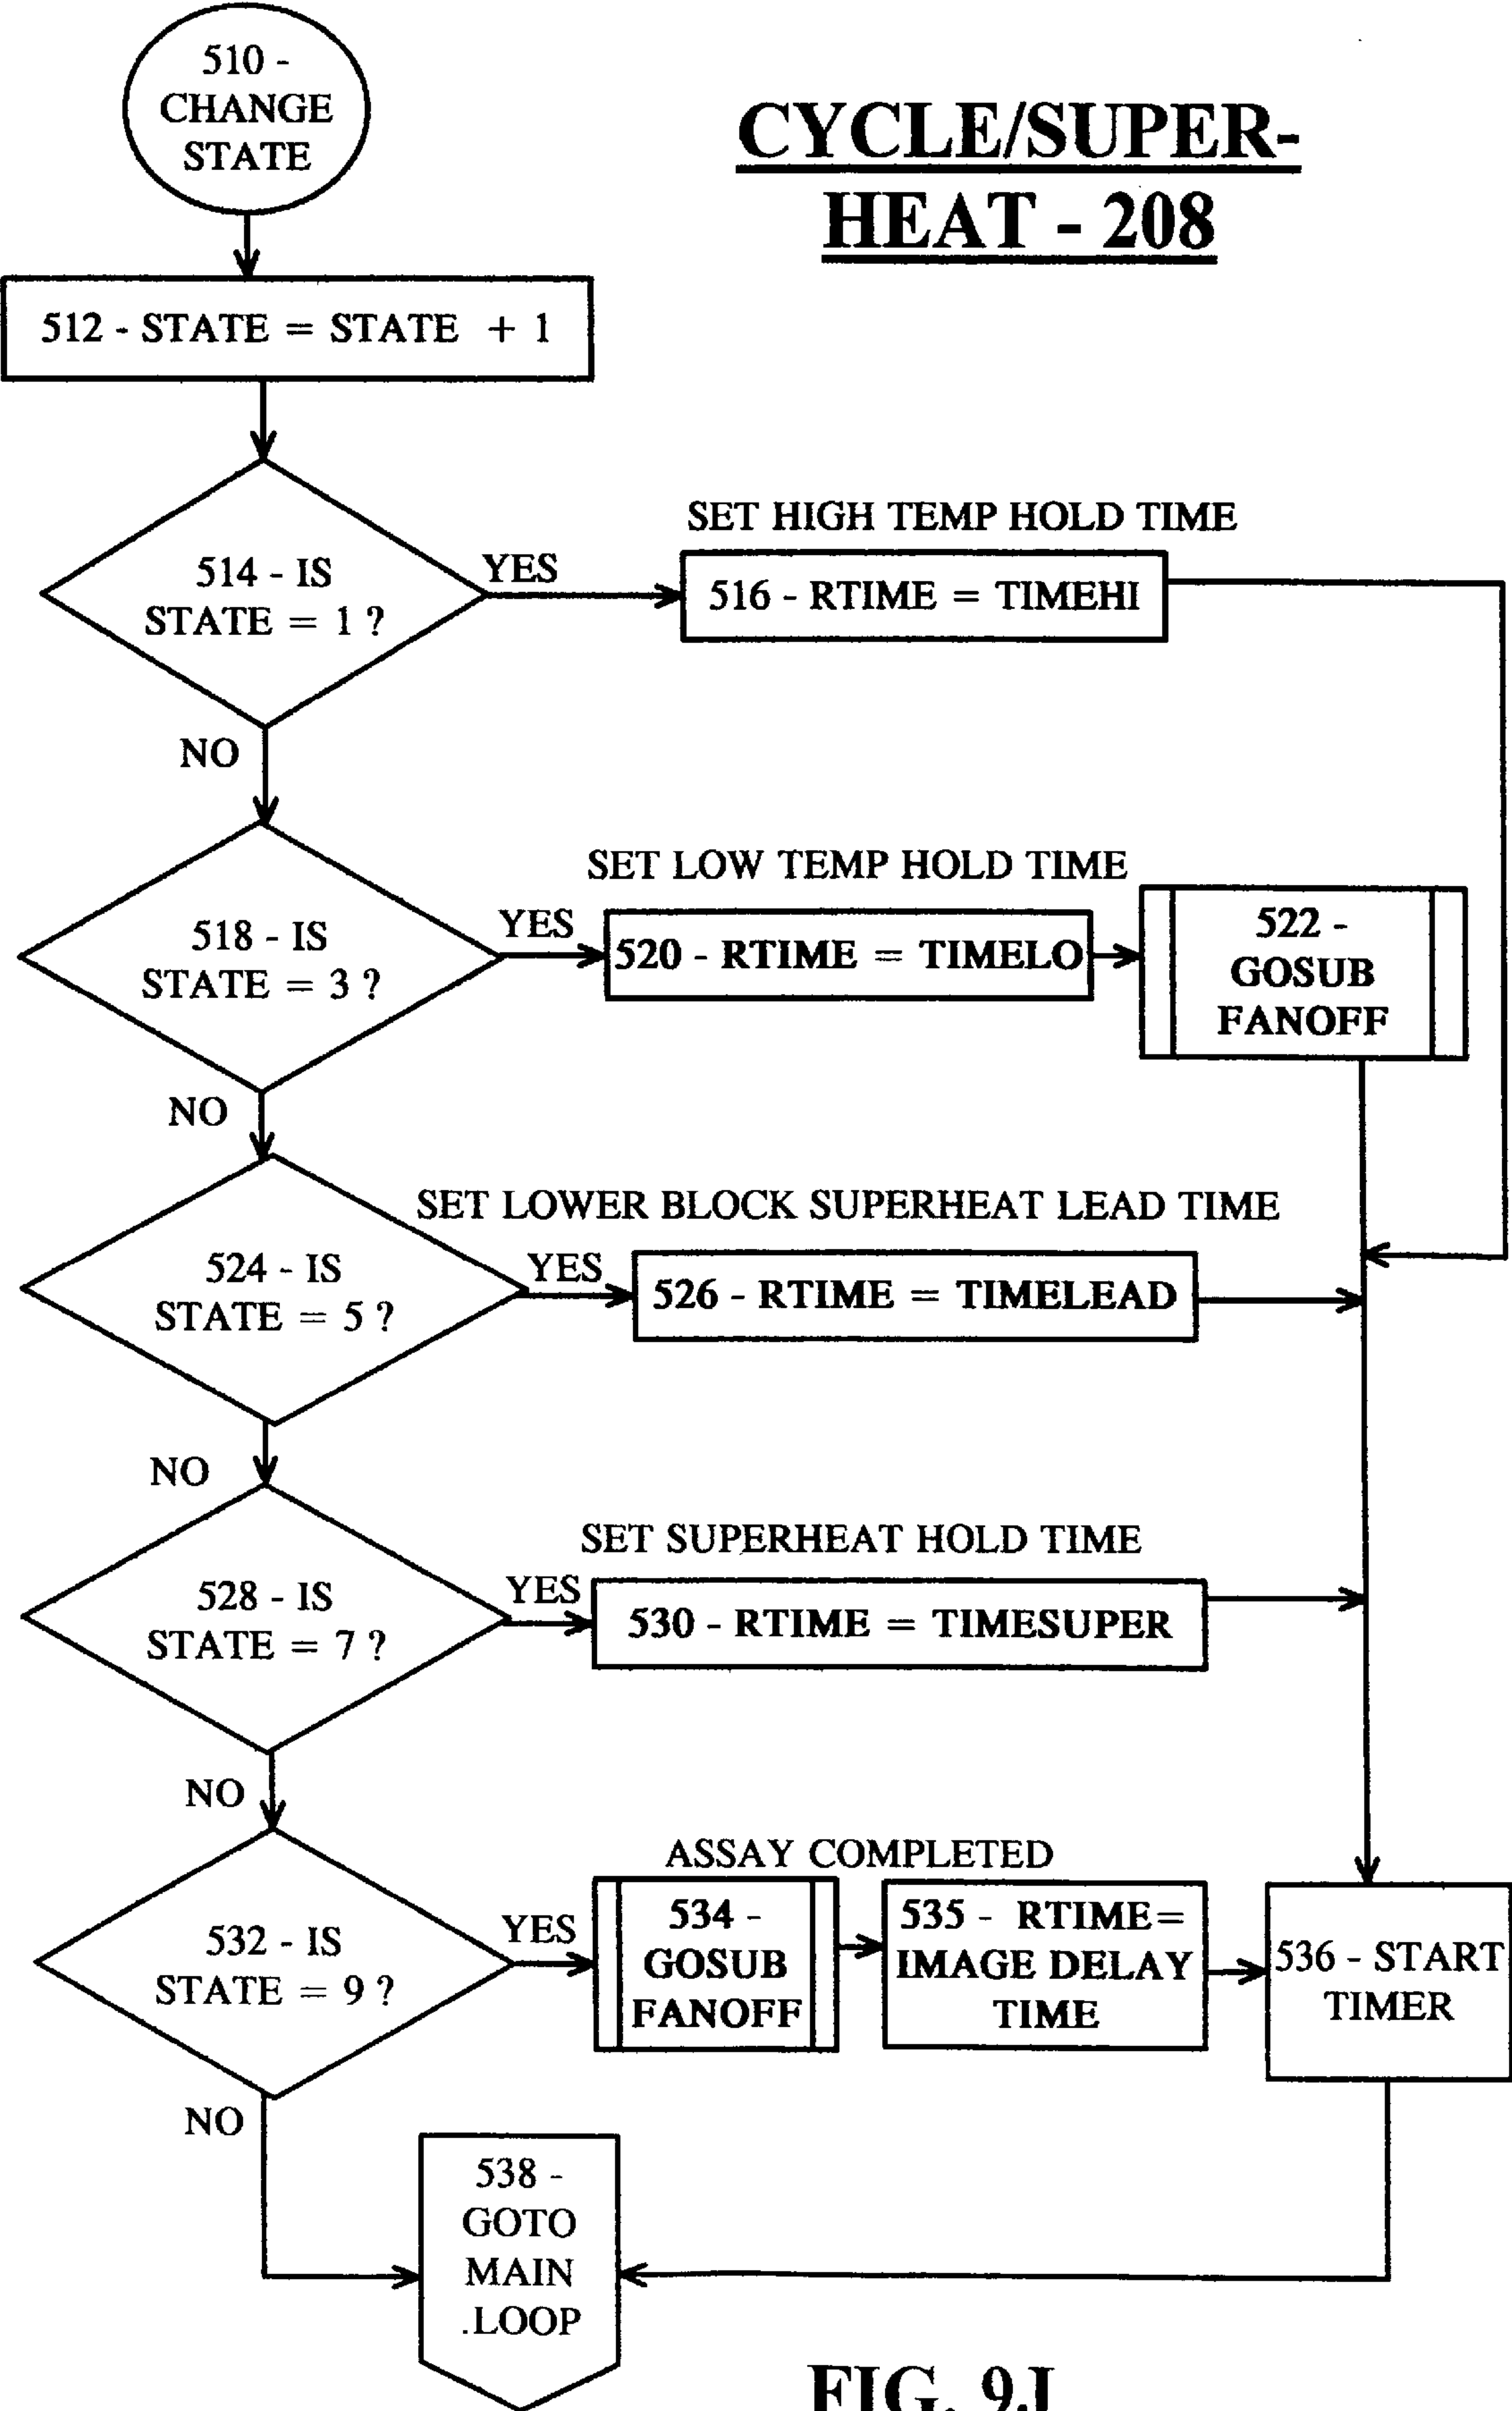 510 -
CHANGE
STATE
CYCLE/SUPER-
HEAT - 208
512 - STATE = STATE + 1
514 - IS
STATE = 1 ?
YES
SET HIGH TEMP HOLD TIME
516 - RTIME = TIMEHI
NO
518 - IS
STATE = 3 ?
YES
SET LOW TEMP HOLD TIME
520 - RTIME = TIMELO
522 -
GOSUB
FANOFF
NO
524 - IS
STATE = 5 ?
SET LOWER BLOCK SUPERHEAT LEAD TIME
YES
526 - RTIME = TIMELEAD
NO
528 - IS
STATE = 7 ?
SET SUPERHEAT HOLD TIME
YES
530 - RTIME = TIMESUPER
NO
532 - IS
STATE = 9 ?
YES
ASSAY COMPLETED
534 -
GOSUB
FANOFF
535 - RTIME=
IMAGE DELAY
TIME
536 - START
TIMER
NO
538 -
GOTO
MAIN
.LOOP